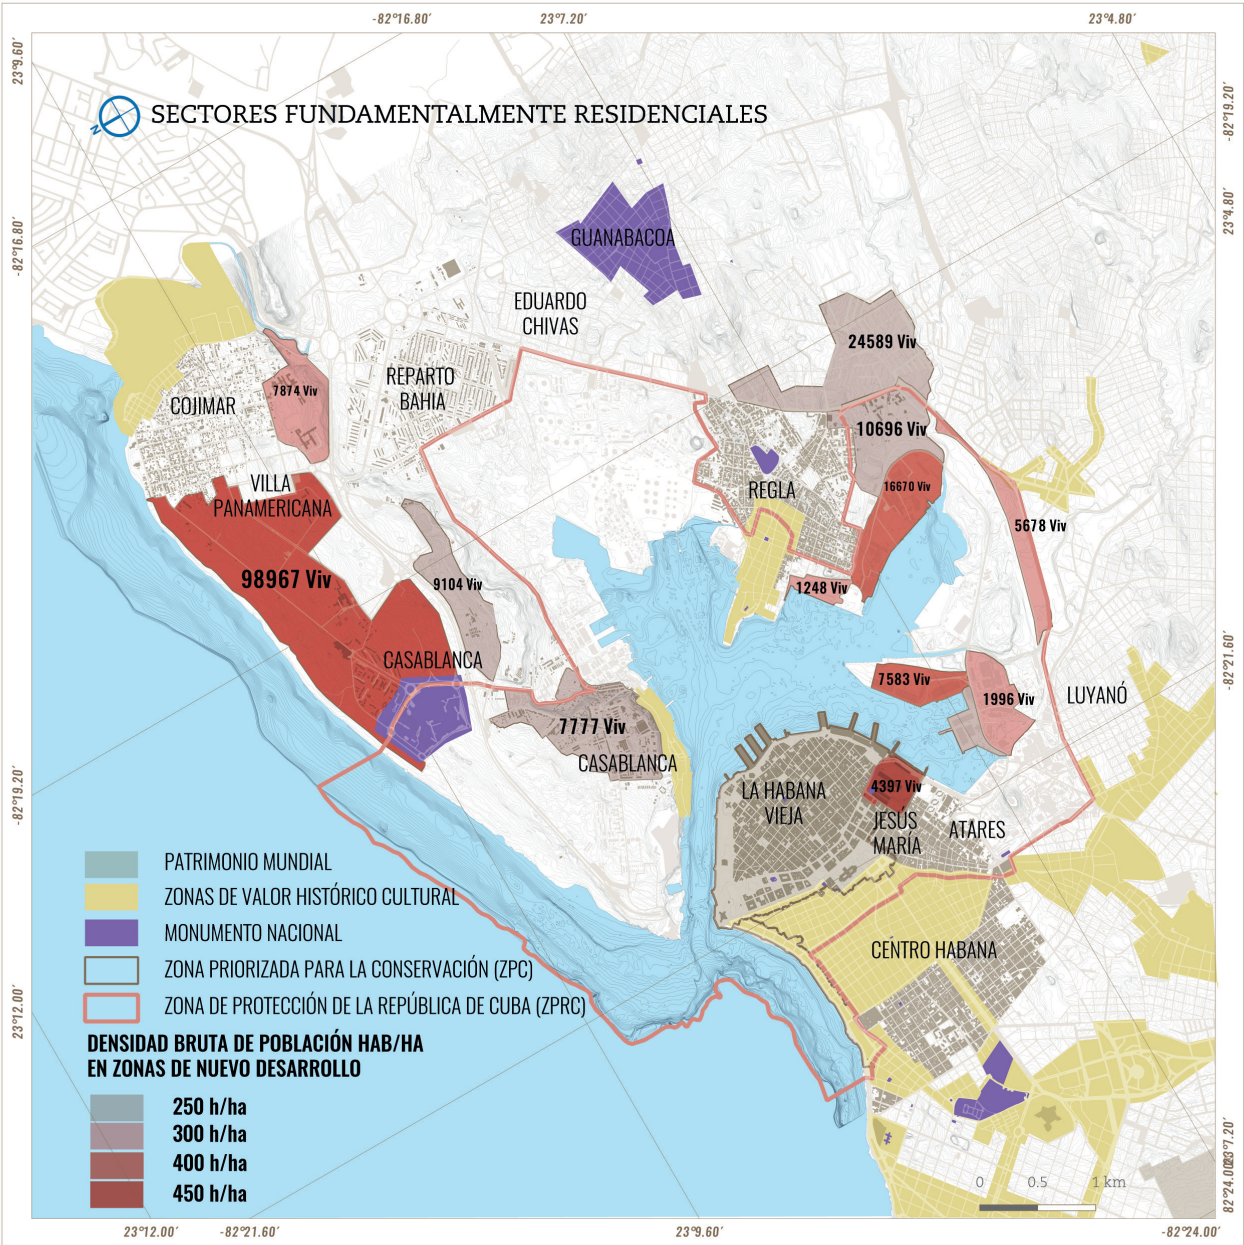 -82°16.80´
23°7.20´
23°4.80´
23°9.60´
-82°19.20´
N
SECTORES FUNDAMENTALMENTE RESIDENCIALES
-82°16.80´
23°4.80´
GUANABACOA
EDUARDO
CHIVAS
24589 Viv
REPARTO
BAHIA
7874 Viv
COJIMAR
10696 Viv
REGLA
16670 Viv
VILLA
PANAMERICANA
5678 Viv
98967 Viv
9104 Viv
1248 Viv
CASABLANCA
-82°21.60´
7583 Viv
1996 Viv
LUYANÓ
7777 Viv
CASABLANCA
-82°19.20´
LA HABANA
VIEJA
4397 Viv
JESÚS
MARÍA
ATARES
PATRIMONIO MUNDIAL
ZONAS DE VALOR HISTÓRICO CULTURAL
MONUMENTO NACIONAL
CENTRO HABANA
ZONA PRIORIZADA PARA LA CONSERVACIÓN (ZPC)
ZONA DE PROTECCIÓN DE LA REPÚBLICA DE CUBA (ZPRC)
23°12.00´
DENSIDAD BRUTA DE POBLACIÓN HAB/HA
EN ZONAS DE NUEVO DESARROLLO
250 h/ha
300 h/ha
400 h/ha
450 h/ha
23°7.20´
82°24.00´
0 0.5 1 km
23°12.00´
-82°21.60´
23°9.60´
-82°24.00´